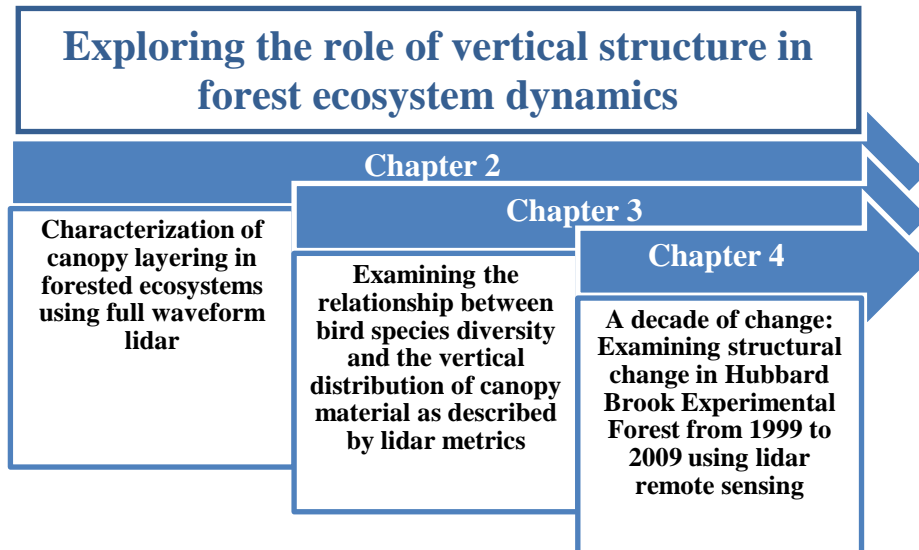 Exploring the role of vertical structure in
forest ecosystem dynamics
Chapter 2
Characterization of
canopy layering in
forested ecosystems
using full waveform
lidar
Chapter 3
Examining the
relationship between
bird species diversity
and the vertical
distribution of canopy
material as described
by lidar metrics
Chapter 4
A decade of change:
Examining structural
change in Hubbard
Brook Experimental
Forest from 1999 to
2009 using lidar
remote sensing